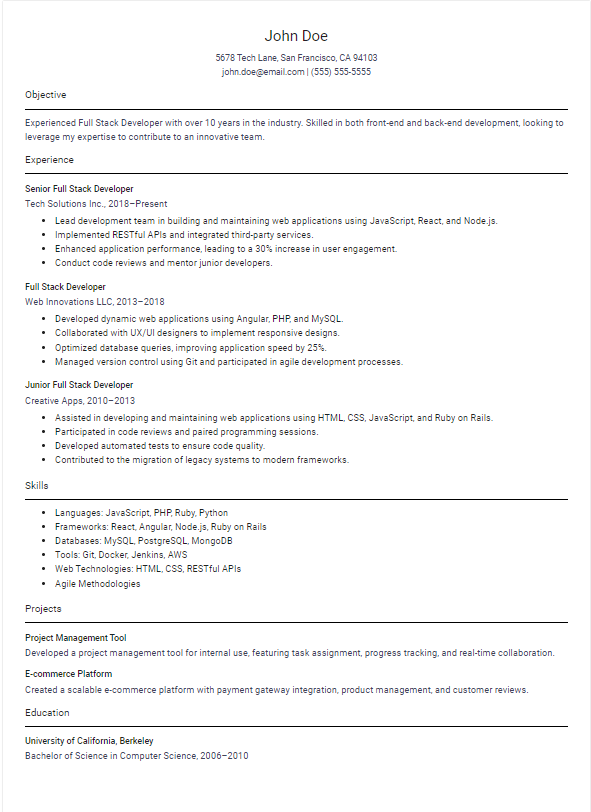 John Doe
5678 Tech Lane, San Francisco, CA 94103
john.doe@email.com | (555) 555-5555
Objective
Experienced Full Stack Developer with over 10 years in the industry. Skilled in both front-end and back-end development, looking to
leverage my expertise to contribute to an innovative team.
Experience
Senior Full Stack Developer
Tech Solutions Inc., 2018–Present
• Lead development team in building and maintaining web applications using JavaScript, React, and Node.js.
• Implemented RESTful APIs and integrated third-party services.
• Enhanced application performance, leading to a 30% increase in user engagement.
• Conduct code reviews and mentor junior developers.
Full Stack Developer
Web Innovations LLC, 2013–2018
• Developed dynamic web applications using Angular, PHP, and MySQL.
• Collaborated with UX/UI designers to implement responsive designs.
• Optimized database queries, improving application speed by 25%.
• Managed version control using Git and participated in agile development processes.
Junior Full Stack Developer
Creative Apps, 2010–2013
• Assisted in developing and maintaining web applications using HTML, CSS, JavaScript, and Ruby on Rails.
• Participated in code reviews and paired programming sessions.
• Developed automated tests to ensure code quality.
• Contributed to the migration of legacy systems to modern frameworks.
Skills
• Languages: JavaScript, PHP, Ruby, Python
• Frameworks: React, Angular, Node.js, Ruby on Rails
• Databases: MySQL, PostgreSQL, MongoDB
• Tools: Git, Docker, Jenkins, AWS
• Web Technologies: HTML, CSS, RESTful APIs
• Agile Methodologies
Projects
Project Management Tool
Developed a project management tool for internal use, featuring task assignment, progress tracking, and real-time collaboration.
E-commerce Platform
Created a scalable e-commerce platform with payment gateway integration, product management, and customer reviews.
Education
University of California, Berkeley
Bachelor of Science in Computer Science, 2006–2010